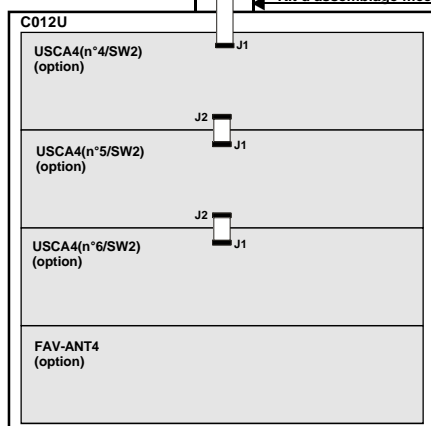 C012U
USCA4(n°4/SW2)
(option)
J1
J2
USCA4(n°5/SW2)
(option)
J1
J2
USCA4(n°6/SW2)
(option)
J1
FAV-ANT4
(option)